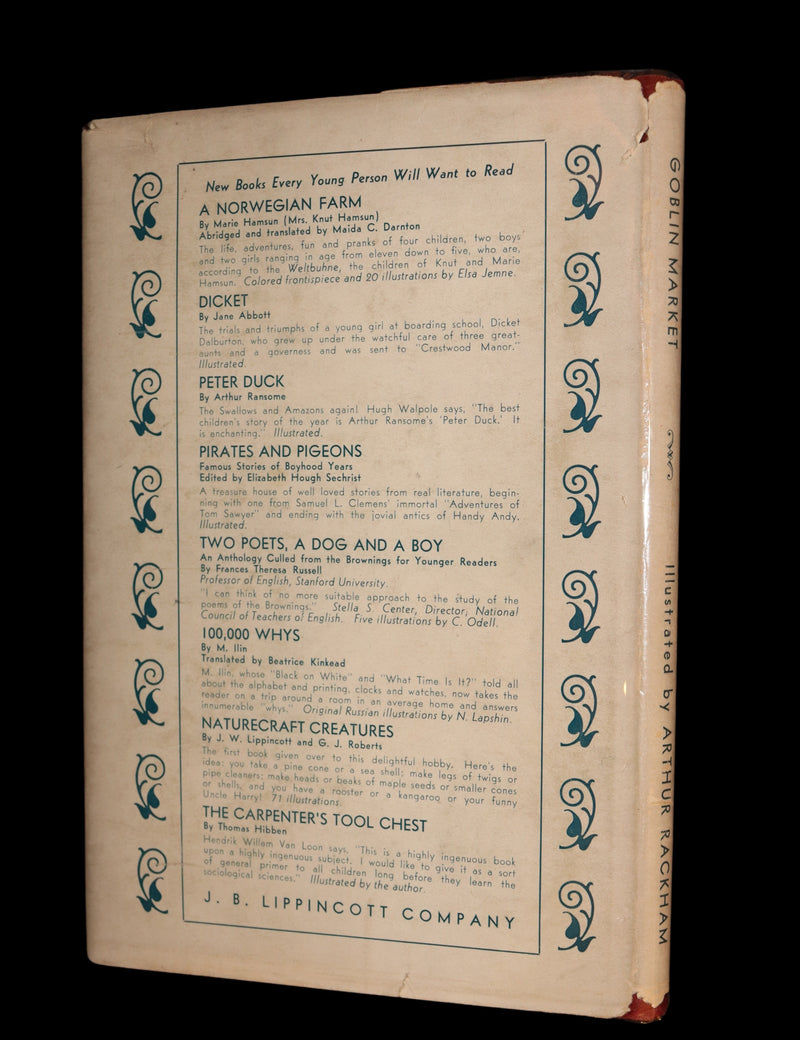 New Books Every Young Person Will Want to Read
A NORWEGIAN FARM
By Marie Hamsun (Mrs. Knut Hamsun)
Abridged and translated by Maida C. Darnton
The life, adventures, fun and pranks of four children, two boys
and two girls ranging in age from eleven down to five, who are,
according to the Weltbuhne, the children of Knut and Marie
Hamsun. Colored frontispiece and 20 illustrations by Elsa Jemne.
DICKET
By Jane Abbott
The trials and triumphs of a young girl at boarding school, Dicket
Dalburton, who grew up under the watchful care of three great-
aunts and a governess and was sent to "Crestwood Manor."
Illustrated.
PETER DUCK
By Arthur Ransome
The Swallows and Amazons again! Hugh Walpole says, "The best
children's story of the year is Arthur Ransome's 'Peter Duck.' It
is enchanting." Illustrated.
PIRATES AND PIGEONS
Famous Stories of Boyhood Years
Edited by Elizabeth Hough Sechrist
A treasure house of well loved stories from real literature, begin-
ning with one from Samuel L. Clemens' immortal "Adventures of
Tom Sawyer" and ending with the jovial antics of Handy Andy.
Illustrated.
TWO POETS, A DOG AND A BOY
An Anthology Culled from the Brownings for Younger Readers
By Frances Theresa Russell
Professor of English, Stanford University.
"I can think of no more suitable approach to the study of the
poems of the Brownings." Stella S. Center, Director, National
Council of Teachers of English. Five illustrations by C. Odell.
100,000 WHYS
By M. Ilin
Translated by Beatrice Kinkead
M. Ilin, whose "Black on White" and "What Time Is It?" told all
about the alphabet and printing, clocks and watches, now takes the
reader on a trip around a room in an average home and answers
innumerable "whys." Original Russian illustrations by N. Lapshin.
NATURECRAFT CREATURES
By J. W. Lippincott and G. J. Roberts
The first book given over to this delightful hobby. Here's the
idea: you take a pine cone or a sea shell; make legs of twigs or
pipe cleaners; make heads or beaks of maple seeds or smaller cones
or shells, and you have a rooster or a kangaroo or your funny
Uncle Harry! 71 illustrations.
THE CARPENTER'S TOOL CHEST
By Thomas Hibben
Hendrik Willem Van Loon says, "This is a highly ingenuous book
upon a highly ingenuous subject. I would like to give it as a sort
of general primer to all children long before they learn the
sociological sciences." Illustrated by the author.
J. B. LIPPINCOTT COMPANY
GOBLIN MARKET
Illustrated by ARTHUR RACKHAM